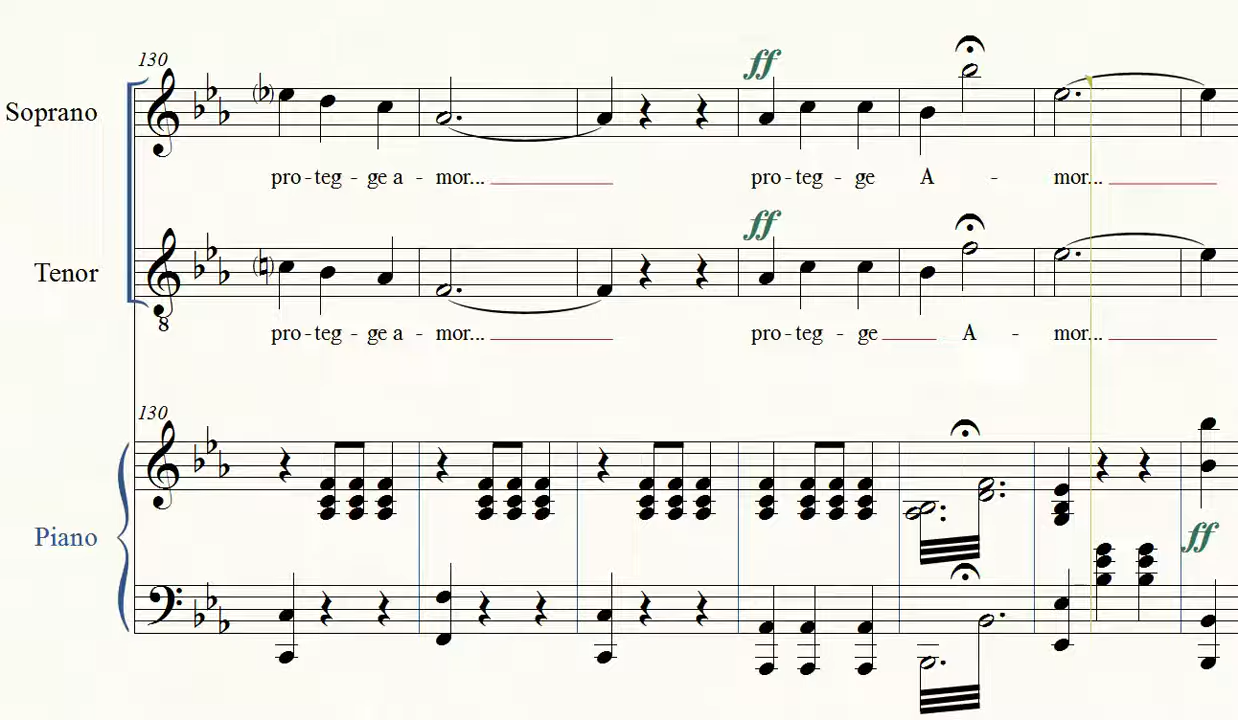 130
ff
Soprano
pro - teg - ge a - mor... pro - teg - ge A - mor...
ff
Tenor
8
pro - teg - ge a - mor... pro - teg - ge A - mor...
130
Piano
ff